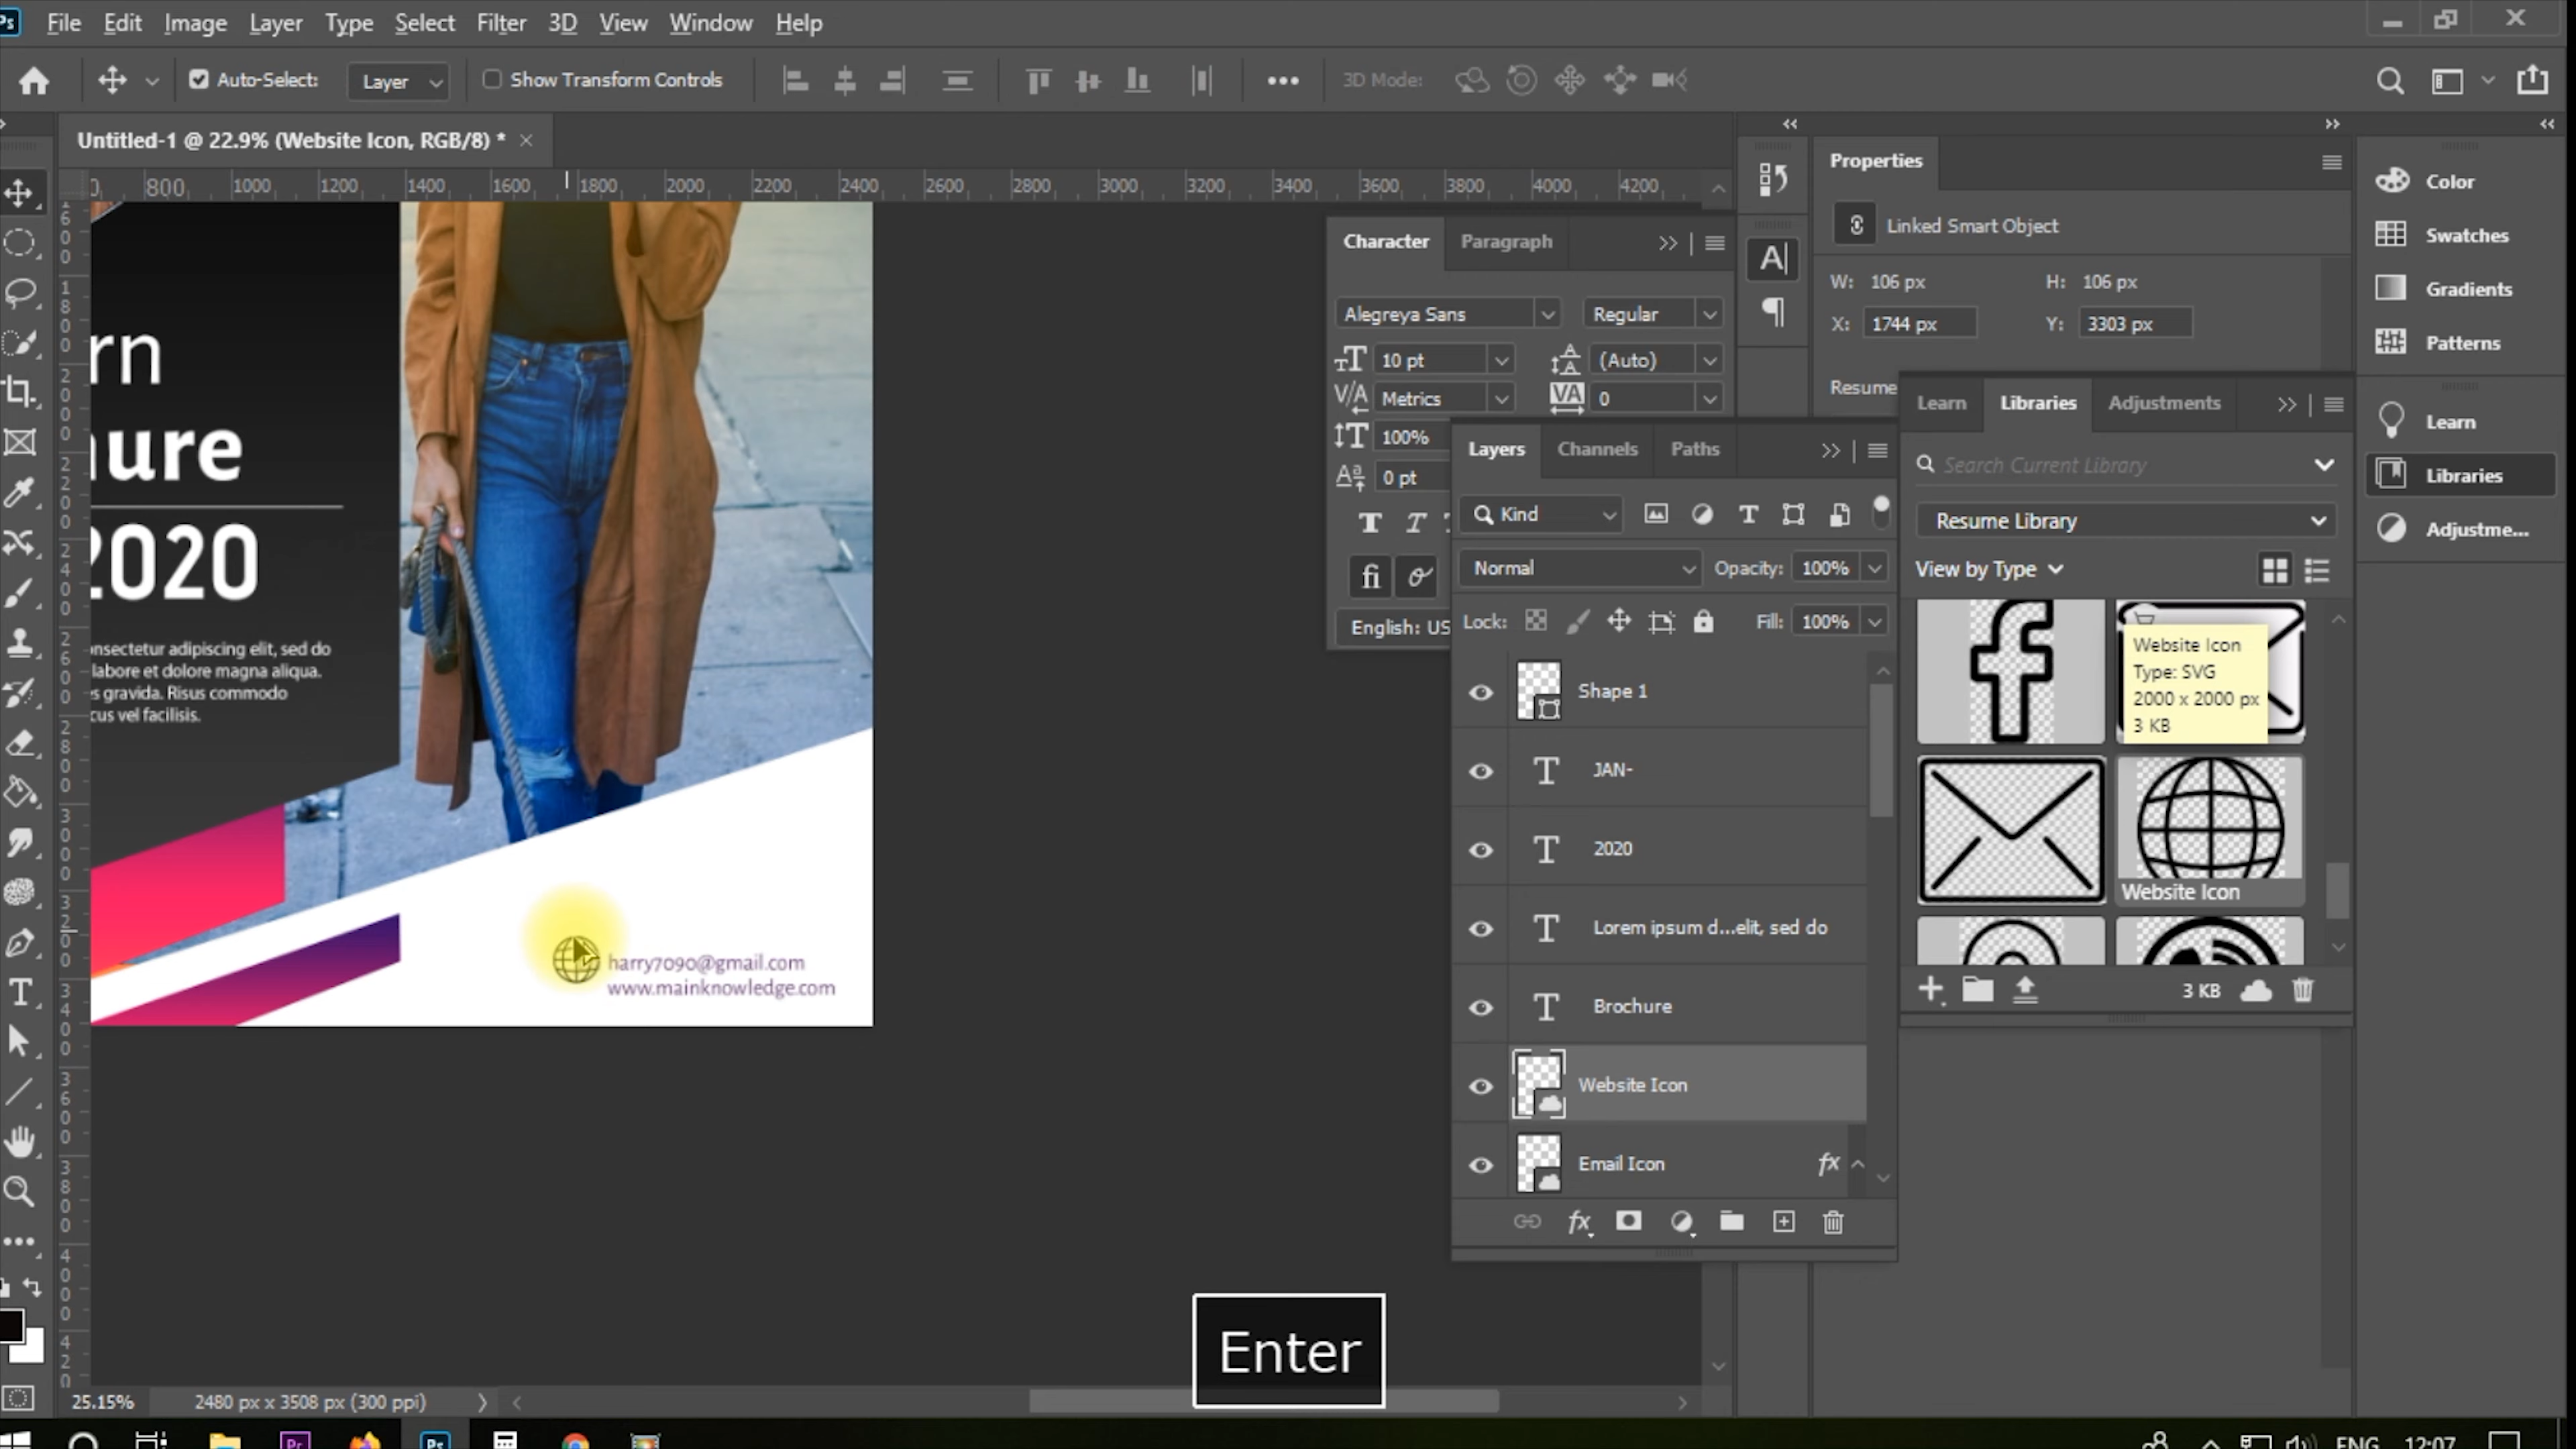 Ps File Edit Image Layer Type Select Filter 3D View Window Help
Auto-Select: Layer Show Transform Controls 3D Mode:
Untitled-1 @ 22.9% (Website Icon, RGB/8) *
800 1000 1200 1400 1600 1800 2000 2200 2400 2600 2800 3000 3200 3400 3600 3800 4000 4200
rn
ure
2020
nsectetur adipiscing elit, sed do
labore et dolore magna aliqua.
s gravida. Risus commodo
cus vel facilisis.
harry7090@gmail.com
www.mainknowledge.com
Character Paragraph
Alegreya Sans Regular
10 pt (Auto)
Metrics 0
100%
0 pt
English: US
Layers Channels Paths
Kind
Normal Opacity: 100%
Lock: Fill: 100%
Shape 1
JAN-
2020
Lorem ipsum d...elit, sed do
Brochure
Website Icon
Email Icon fx
fx
Properties
Linked Smart Object
W: 106 px H: 106 px
X: 1744 px Y: 3303 px
Resume
Learn Libraries Adjustments
Search Current Library
Resume Library
View by Type
Website Icon
Type: SVG
2000 x 2000 px
3 KB
Website Icon
3 KB
Color
Swatches
Gradients
Patterns
Learn
Libraries
Adjustme...
Enter
25.15% 2480 px x 3508 px (300 ppi)
Pr Ps ENG 12:07